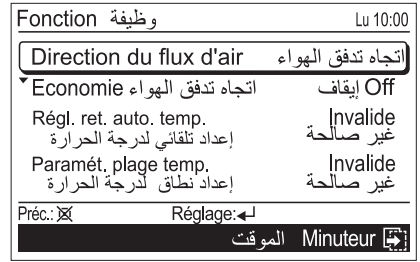 Fonction وظيفة Lu 10:00
Direction du flux d'air اتجاه تدفق الهواء
Economie اتجاه تدفق الهواء Off إيقاف
Régl. ret. auto. temp. Invalide
إعداد تلقائي لدرجة الحرارة غير صالحة
Paramét. plage temp. Invalide
إعداد نطاق لدرجة الحرارة غير صالحة
Préc.: Réglage:
الموقت Minuteur